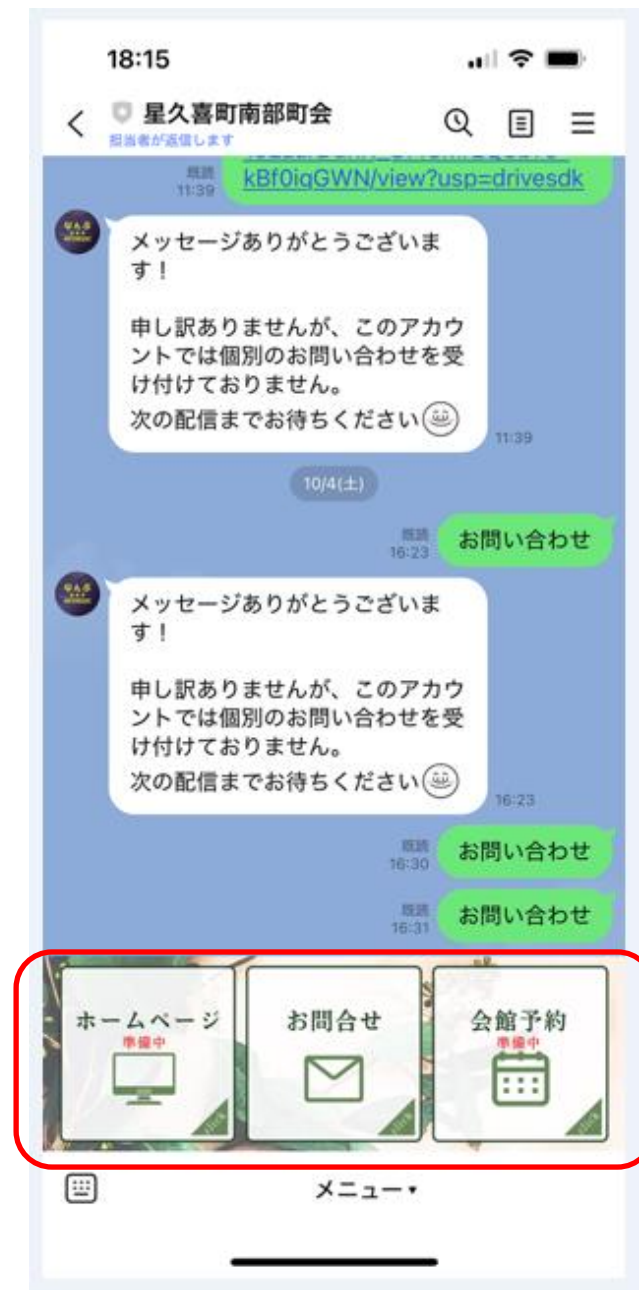 18:15
星久喜町南部町会
担当者が返信します
既読
11:39
kBf0iqGWN/view?usp=drivesdk
メッセージありがとうございま
す！
申し訳ありませんが、このアカウ
ントでは個別のお問い合わせを受
け付けておりません。
次の配信までお待ちください
11:39
10/4(土)
既読
16:23
お問い合わせ
メッセージありがとうございま
す！
申し訳ありませんが、このアカウ
ントでは個別のお問い合わせを受
け付けておりません。
次の配信までお待ちください
16:23
既読
16:30
お問い合わせ
既読
16:31
お問い合わせ
ホームページ
準備中
click
お問合せ
click
会館予約
準備中
click
メニュー▾